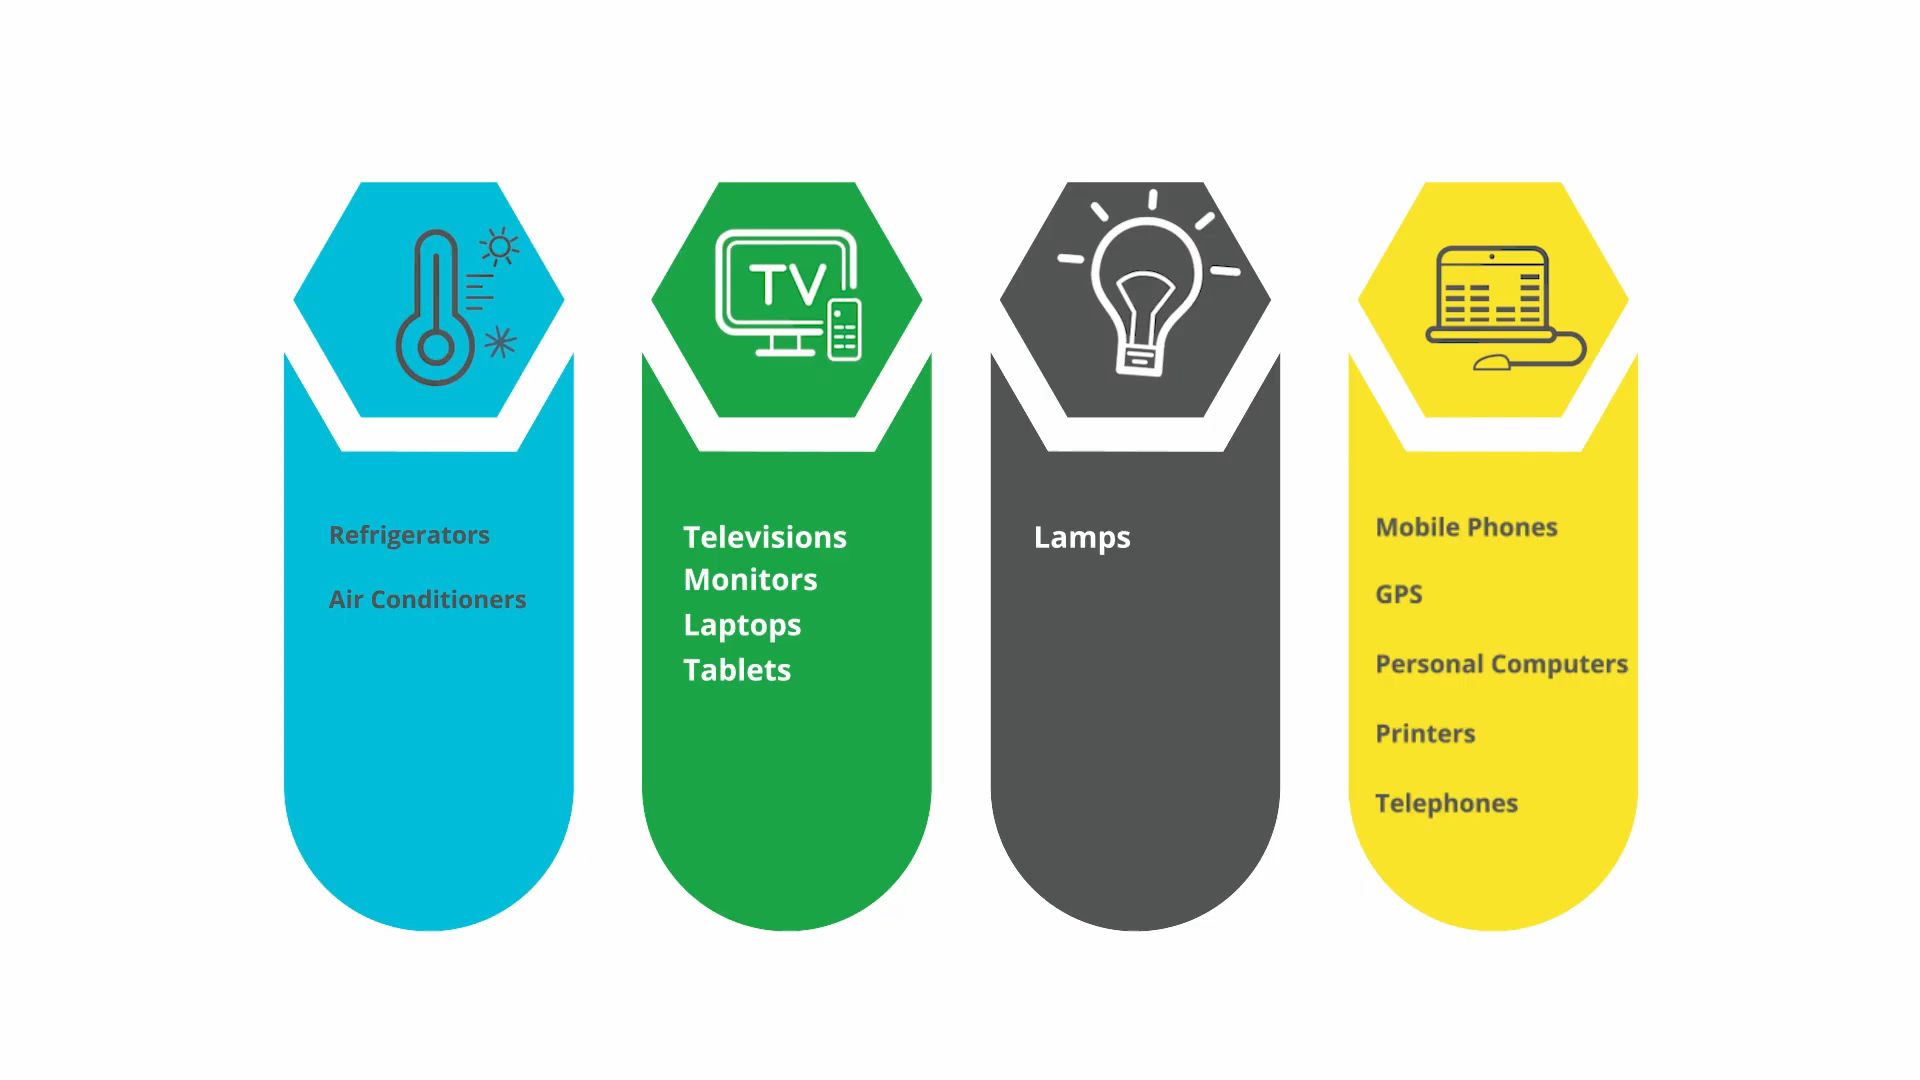 Refrigerators
Air Conditioners
TV
Televisions
Monitors
Laptops
Tablets
Lamps
Mobile Phones
GPS
Personal Computers
Printers
Telephones